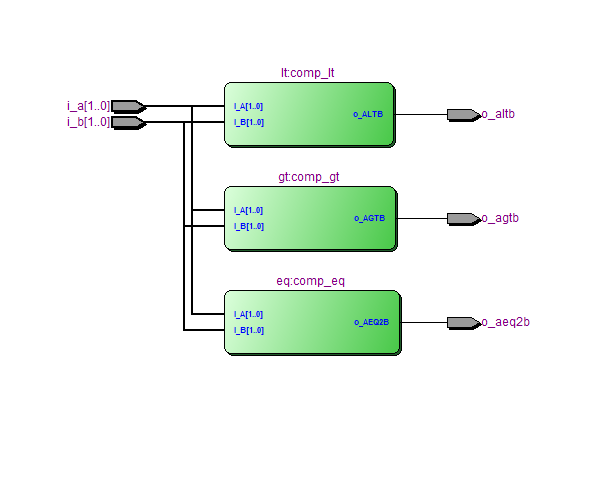 lt:comp_lt
i_a[1..0]
i_b[1..0]
i_A[1..0]
i_B[1..0]
o_ALTB
o_altb
gt:comp_gt
i_A[1..0]
i_B[1..0]
o_AGTB
o_agtb
eq:comp_eq
i_A[1..0]
i_B[1..0]
o_AEQ2B
o_aeq2b